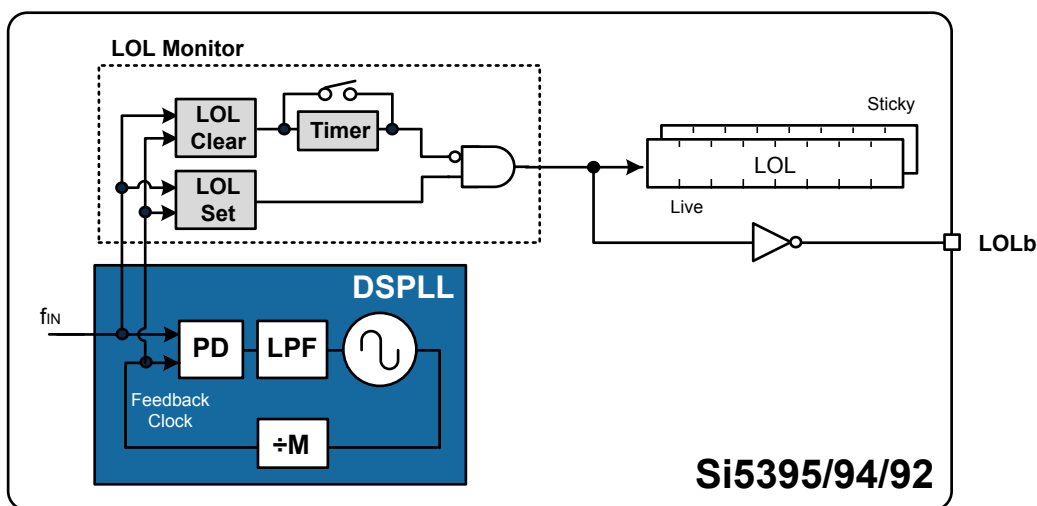 LOL Monitor
LOL
Clear
Timer
LOL
Set
Sticky
LOL
Live
LOLb
DSPLL
fIN
PD
LPF
Feedback
Clock
÷M
Si5395/94/92